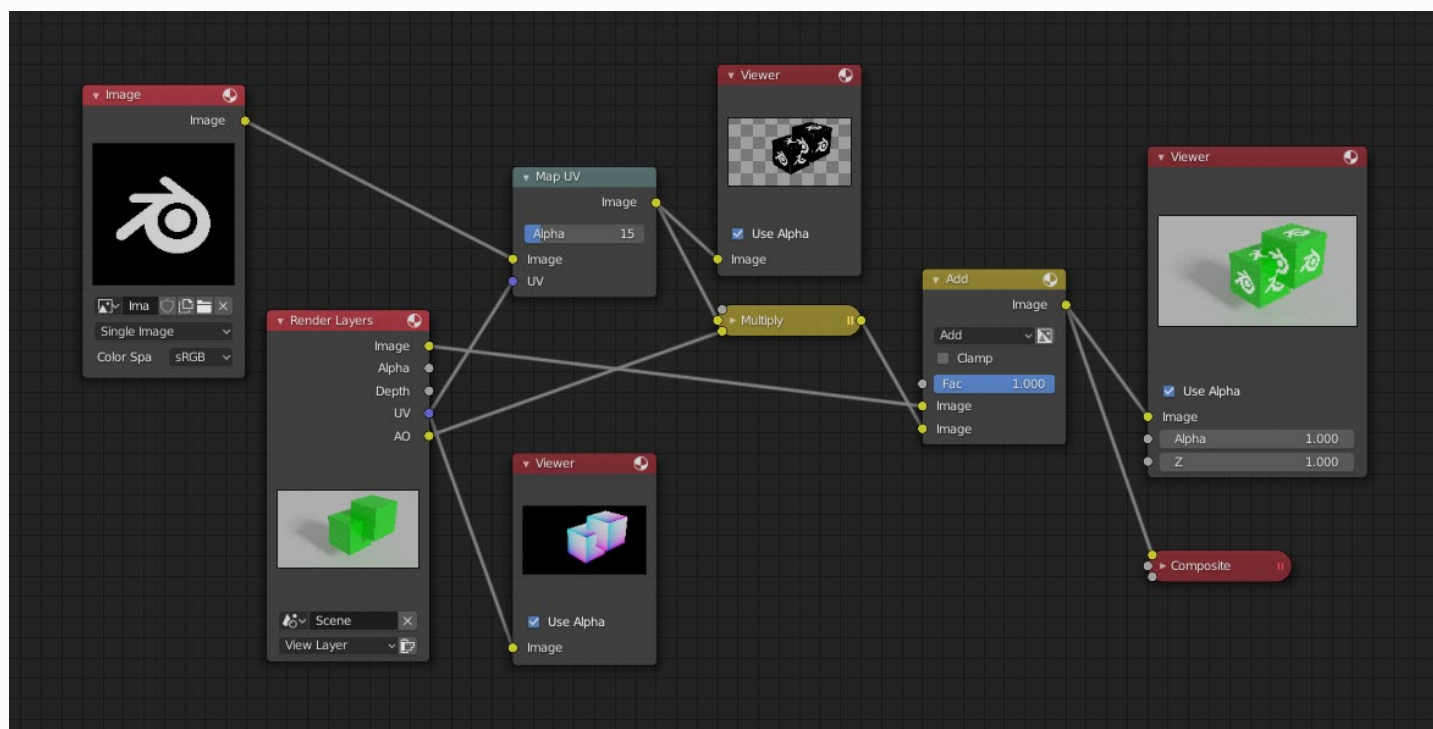 Image
Image
Ima
Single Image
Color Spa sRGB
Render Layers
Image
Alpha
Depth
UV
AO
Scene
View Layer
Map UV
Image
Alpha 15
Image
UV
Viewer
Use Alpha
Image
Viewer
Use Alpha
Image
Multiply
Add
Image
Add
Clamp
Fac 1.000
Image
Image
Viewer
Use Alpha
Image
Alpha 1.000
Z 1.000
Composite